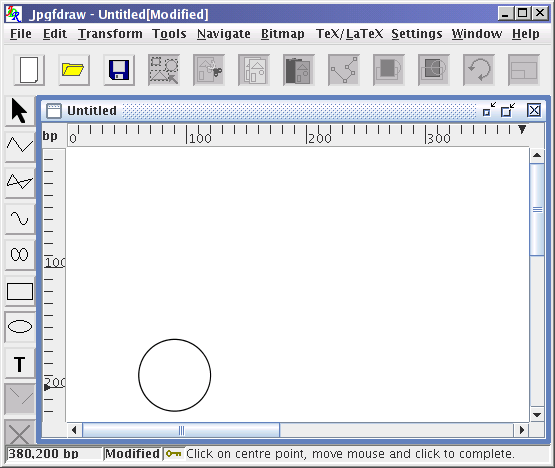 Jpgfdraw - Untitled[Modified]
File Edit Transform Tools Navigate Bitmap TeX/LaTeX Settings Window Help
Untitled
bp 0 100 200 300
100
200
T
380,200 bp Modified Click on centre point, move mouse and click to complete.